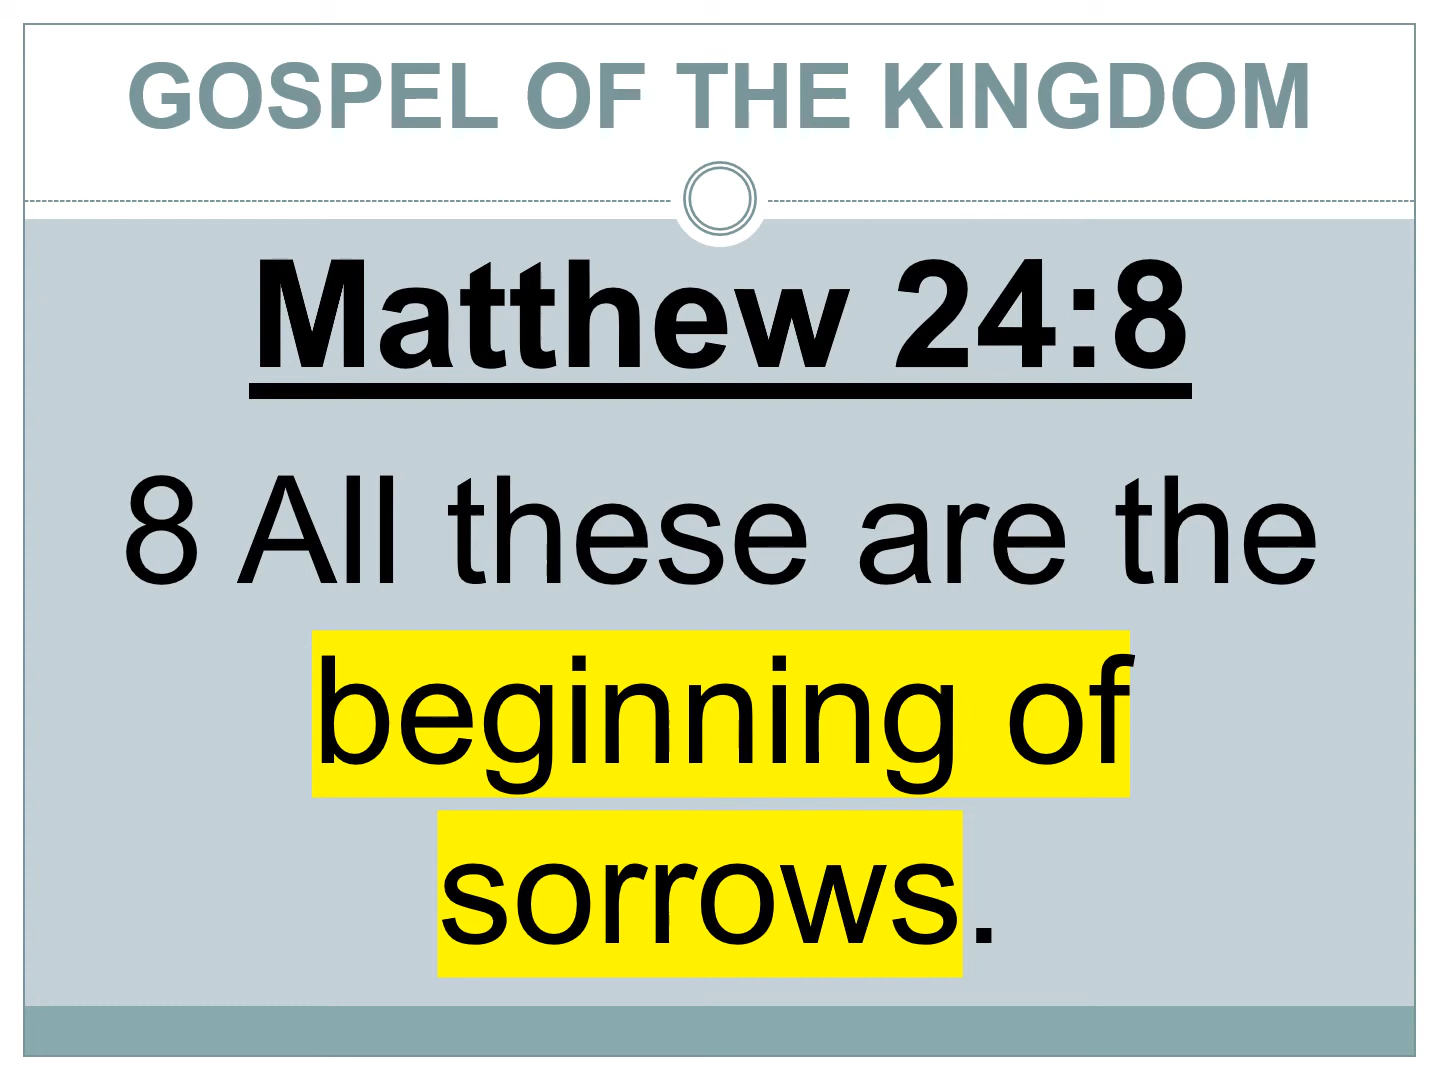 GOSPEL OF THE KINGDOM
Matthew 24:8
8 All these are the
beginning of
sorrows.